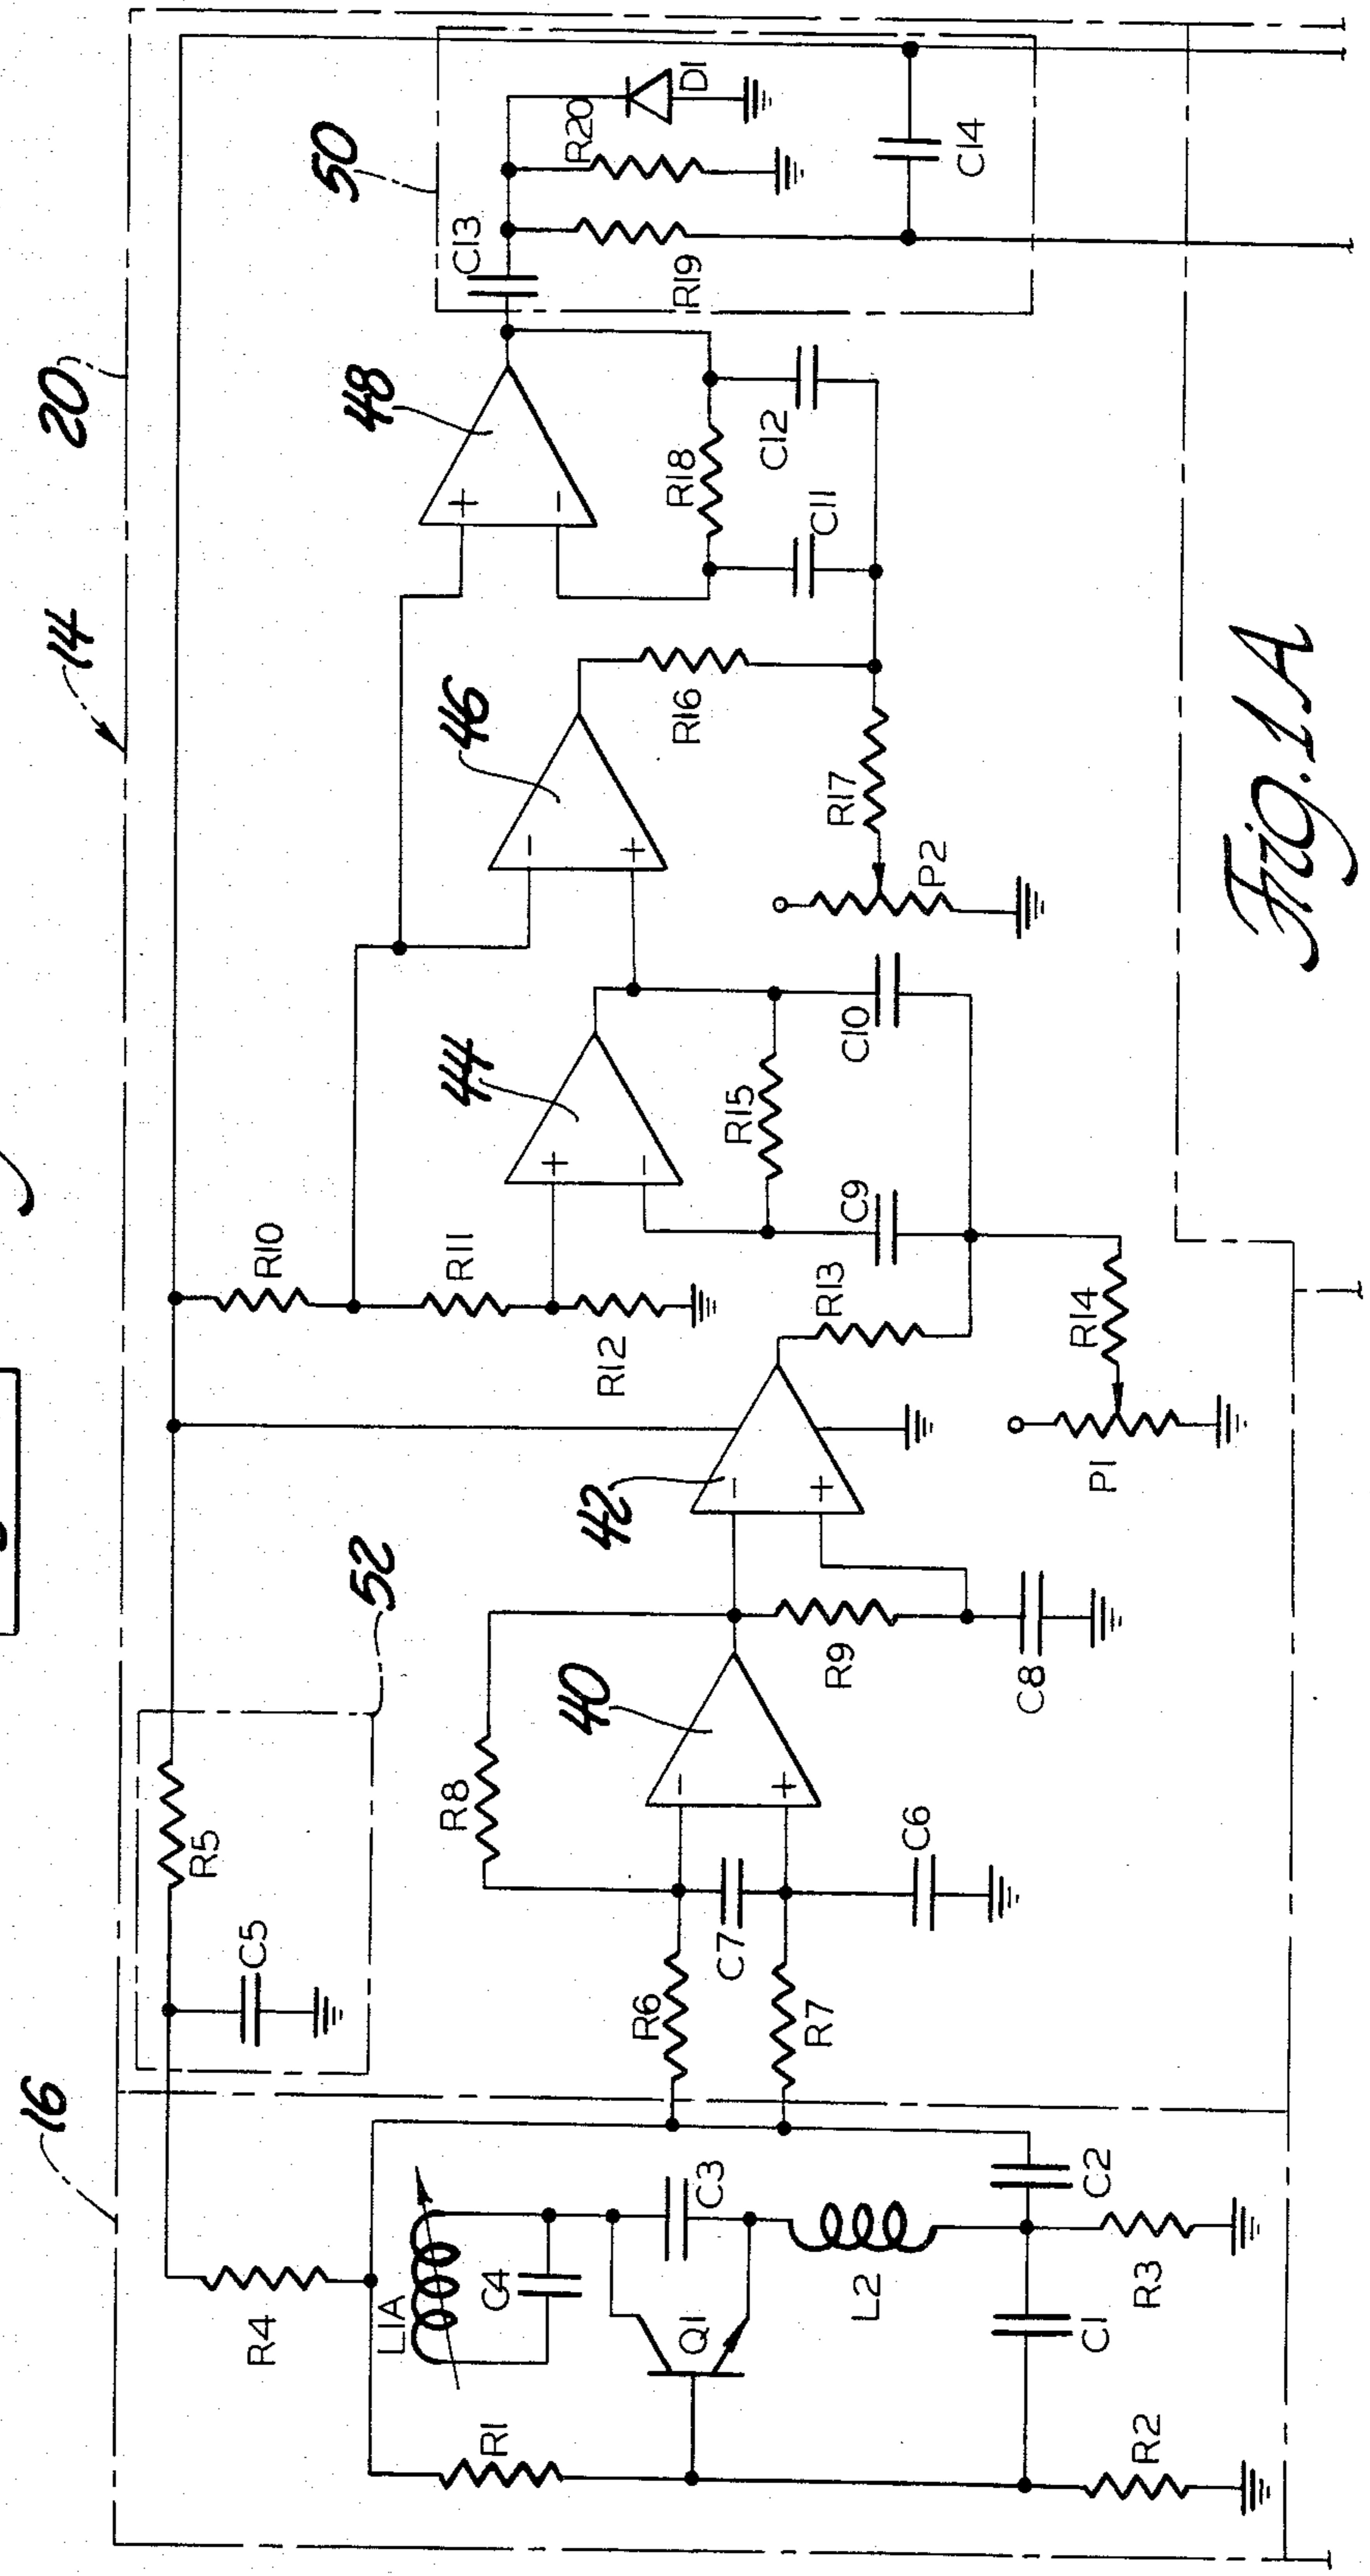 16
52
14
20
50
R5
C5
R10
R11
R12
R4
L1A
C4
R1
Q1
C3
L2
C1
C2
R2
R3
R6
C7
R7
C6
R8
-
+
40
R9
C8
42
-
+
R13
P1
R14
44
+
-
R15
C9
C10
46
-
+
R16
R17
P2
48
+
-
R18
C11
C12
C13
R19
R20
D1
C14
Fig. 1A